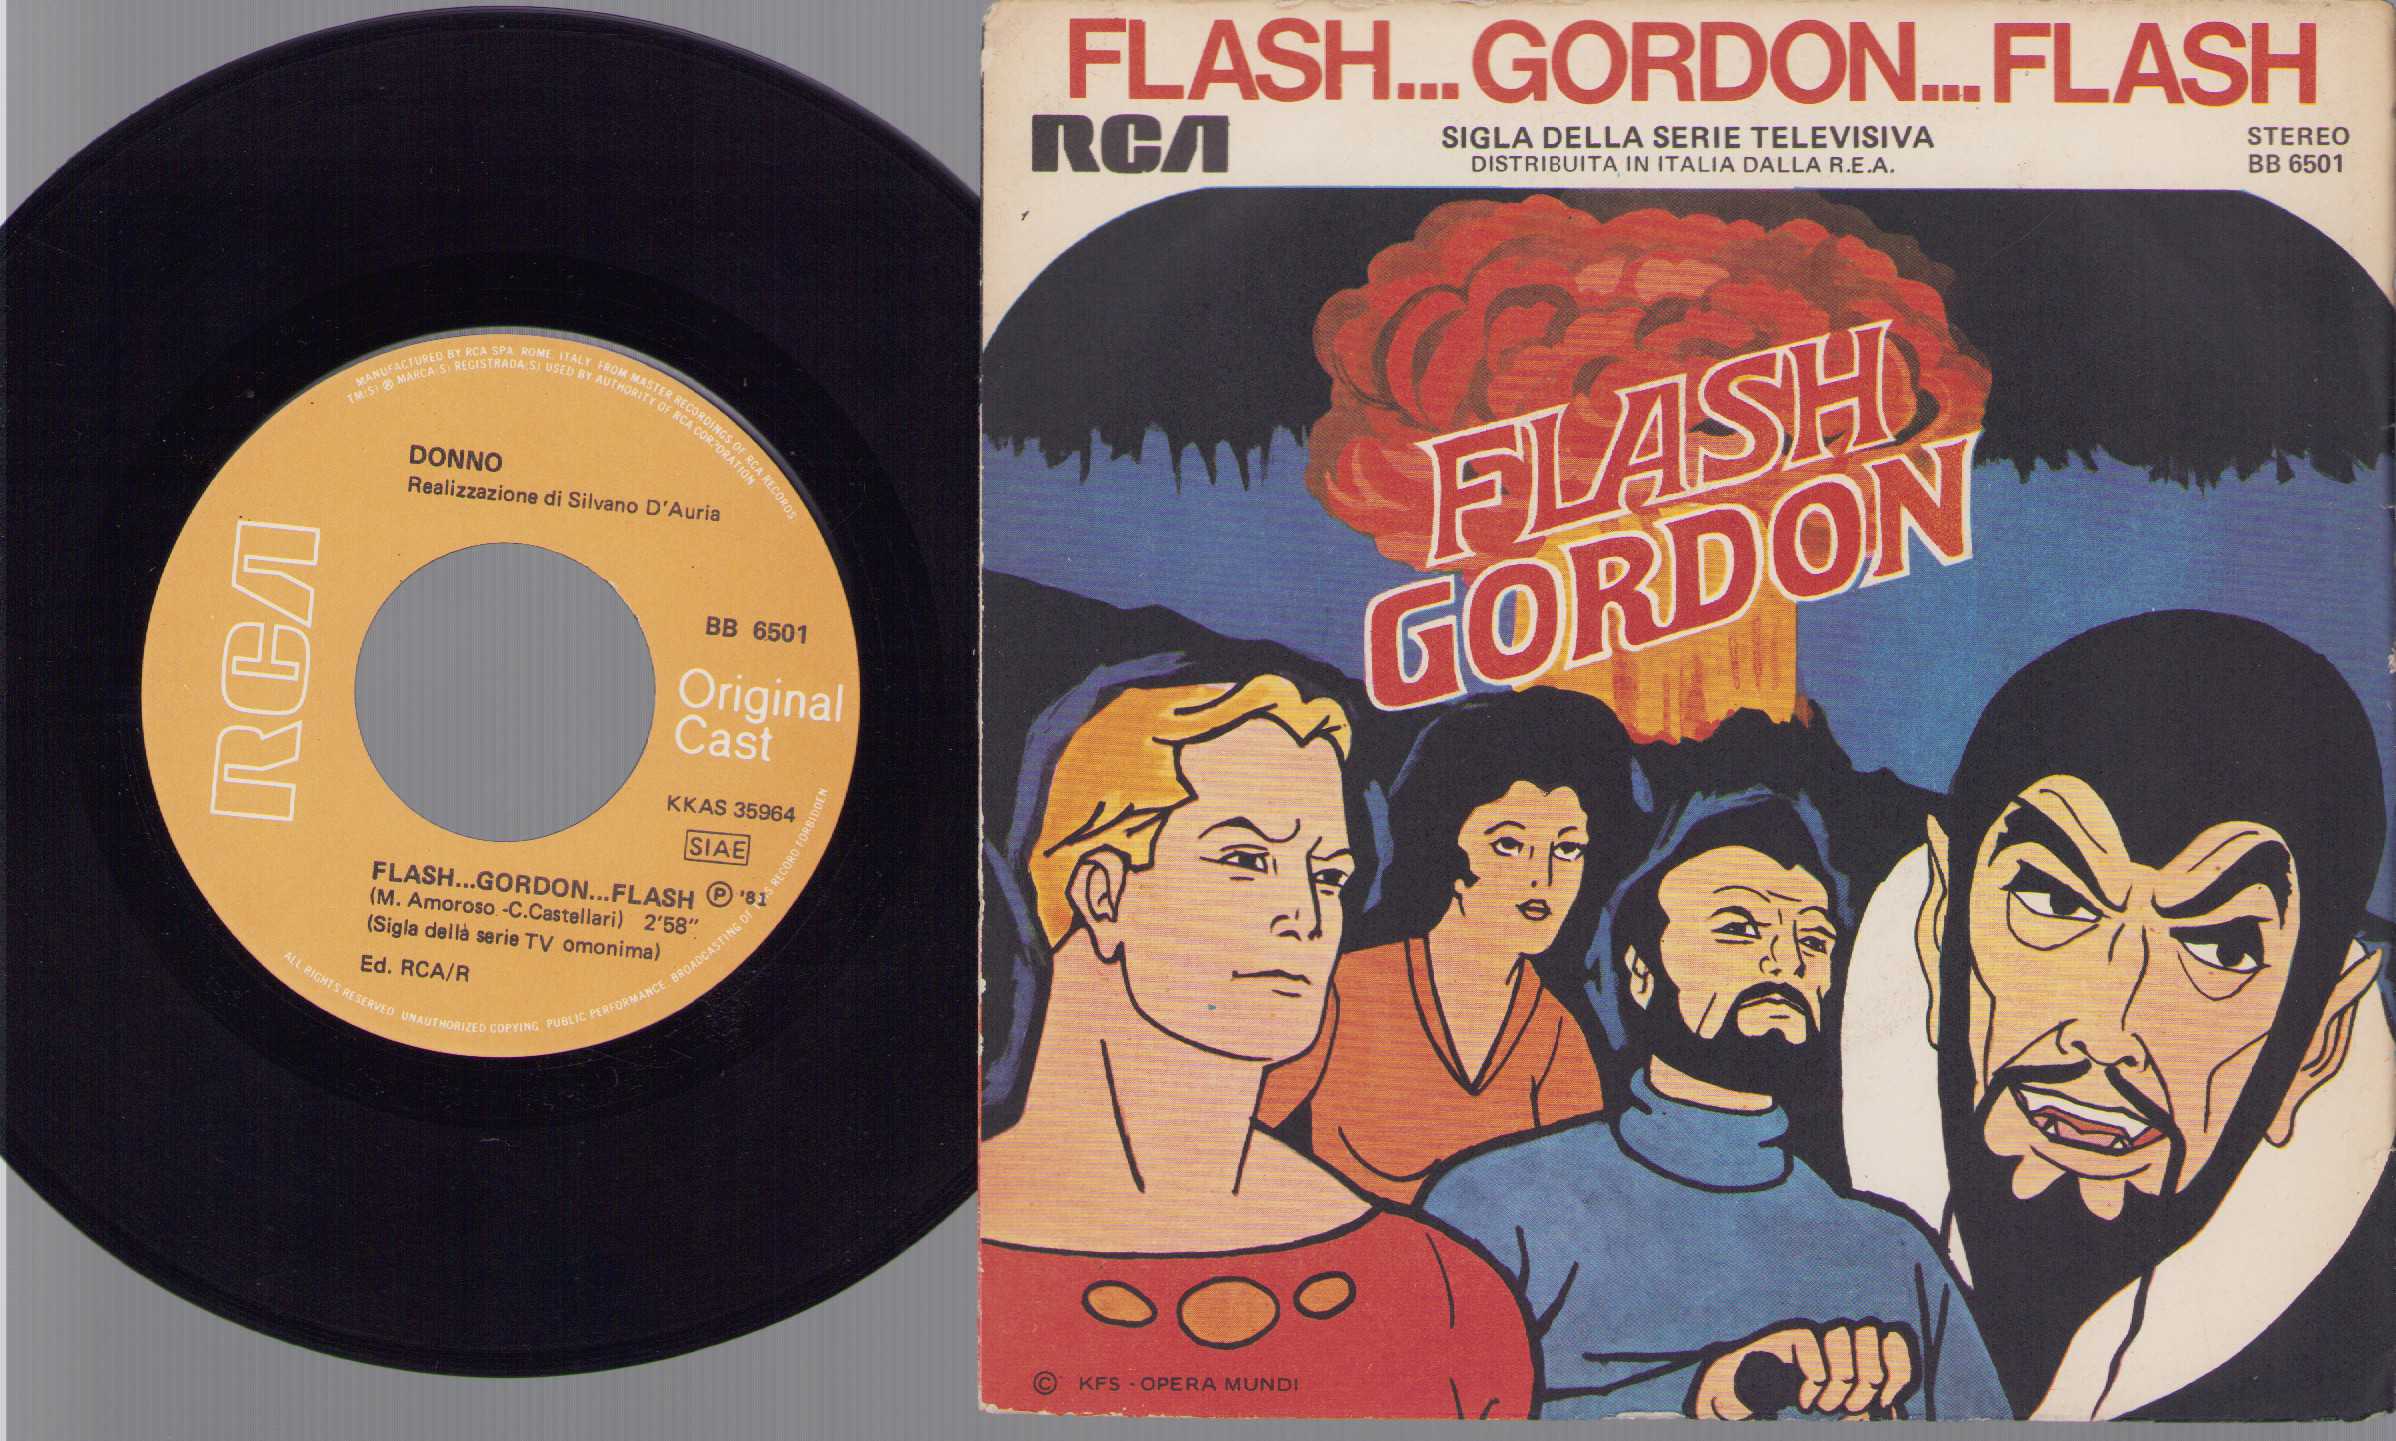 MANUFACTURED BY RCA SPA. ROME. ITALY. FROM MASTER RECORDINGS OF RCA RECORDS
TM(S) ® MARCA(S) REGISTRADA(S) USED BY AUTHORITY OF RCA CORPORATION
DONNO
Realizzazione di Silvano D'Auria
RCA
BB 6501
Original
Cast
KKAS 35964
SIAE
FLASH...GORDON...FLASH ℗ '81
(M. Amoroso -C.Castellari) 2'58"
(Sigla della serie TV omonima)
Ed. RCA/R
ALL RIGHTS RESERVED. UNAUTHORIZED COPYING. PUBLIC PERFORMANCE. BROADCASTING OF THIS RECORD FORBIDDEN
FLASH...GORDON...FLASH
RCA
SIGLA DELLA SERIE TELEVISIVA
DISTRIBUITA IN ITALIA DALLA R.E.A.
STEREO
BB 6501
FLASH
GORDON
© KFS - OPERA MUNDI